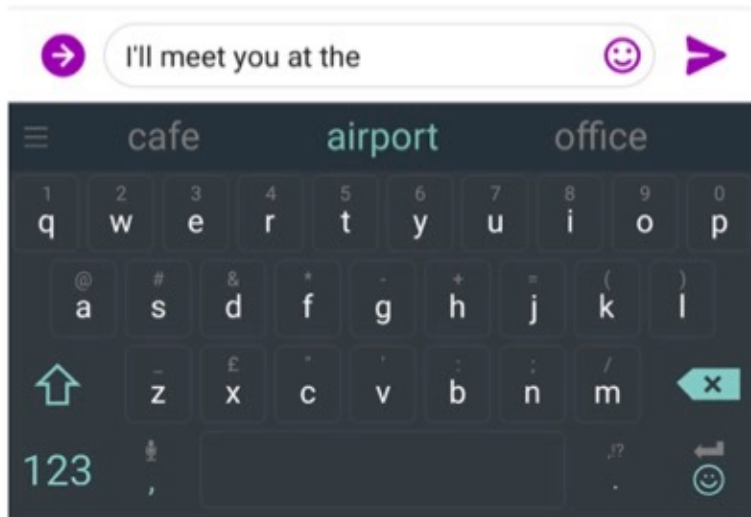 I'll meet you at the
cafe airport office
1 2 3 4 5 6 7 8 9 0
q w e r t y u i o p
@ # & * - + = ( )
a s d f g h j k l
_ £ " ' : ; /
z x c v b n m
,!?
123 , .